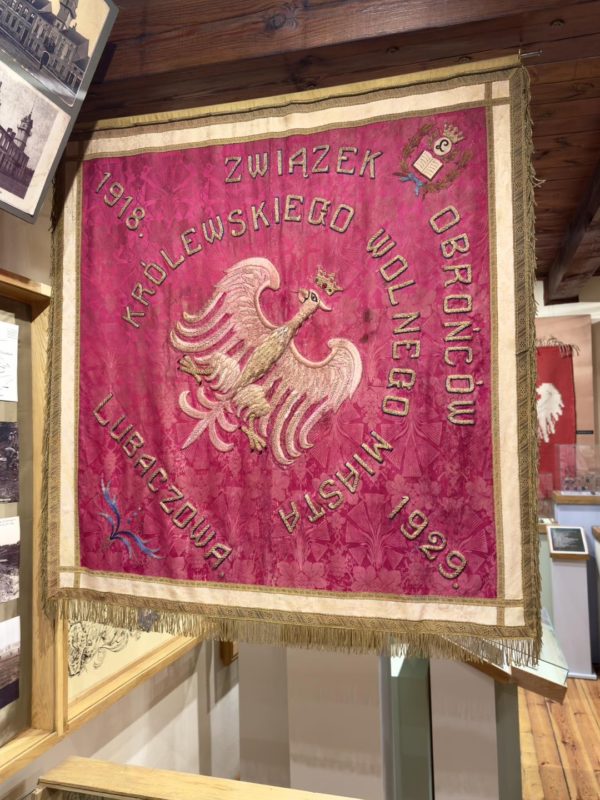 ZWIĄZEK
OBROŃCÓW
KRÓLEWSKIEGO WOLNEGO
MIASTA
LUBACZOWA.
1918.
1929.